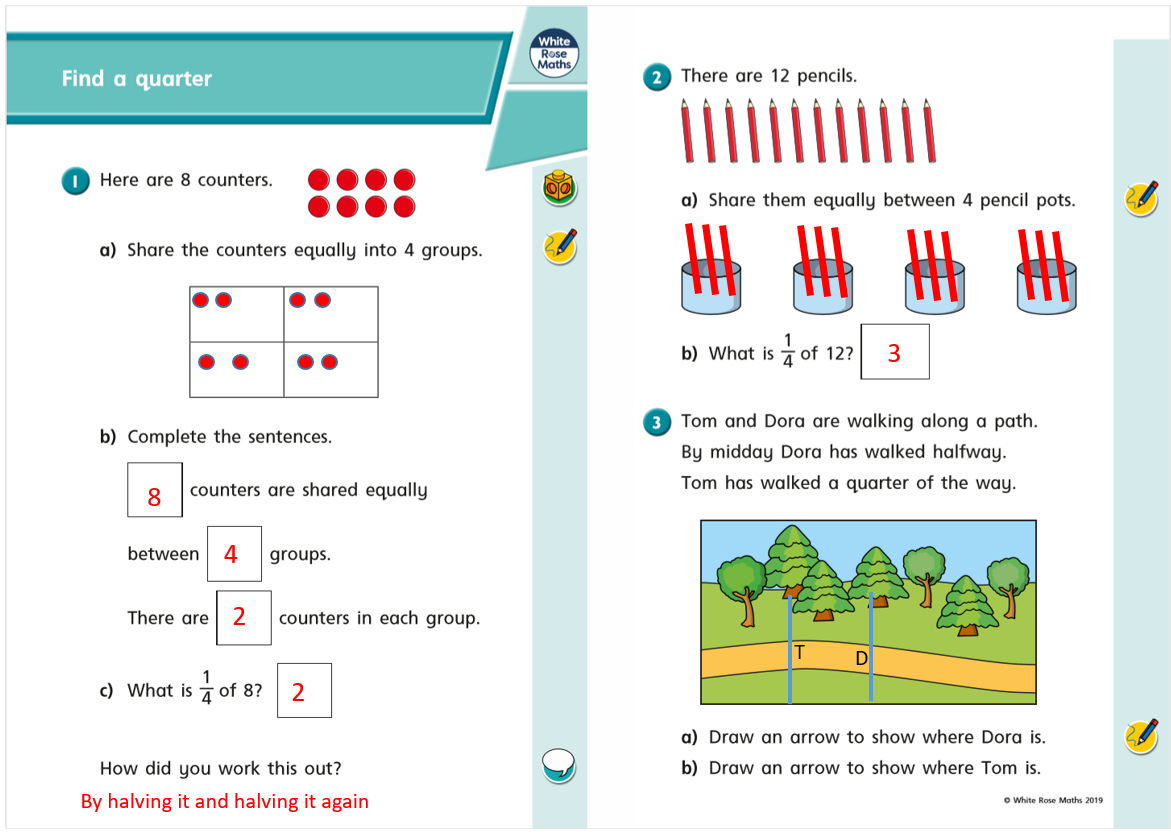 Find a quarter
White
Rose
Maths
1 Here are 8 counters.
a) Share the counters equally into 4 groups.
b) Complete the sentences.
8 counters are shared equally
between 4 groups.
There are 2 counters in each group.
c) What is 1/4 of 8? 2
How did you work this out?
By halving it and halving it again
2 There are 12 pencils.
a) Share them equally between 4 pencil pots.
b) What is 1/4 of 12? 3
3 Tom and Dora are walking along a path.
By midday Dora has walked halfway.
Tom has walked a quarter of the way.
T D
a) Draw an arrow to show where Dora is.
b) Draw an arrow to show where Tom is.
© White Rose Maths 2019